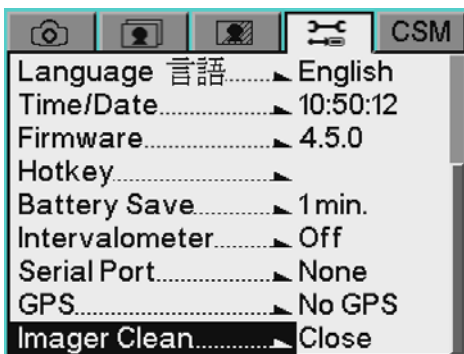 CSM
Language 言語 English
Time/Date 10:50:12
Firmware 4.5.0
Hotkey
Battery Save 1 min.
Intervalometer Off
Serial Port None
GPS No GPS
Imager Clean Close